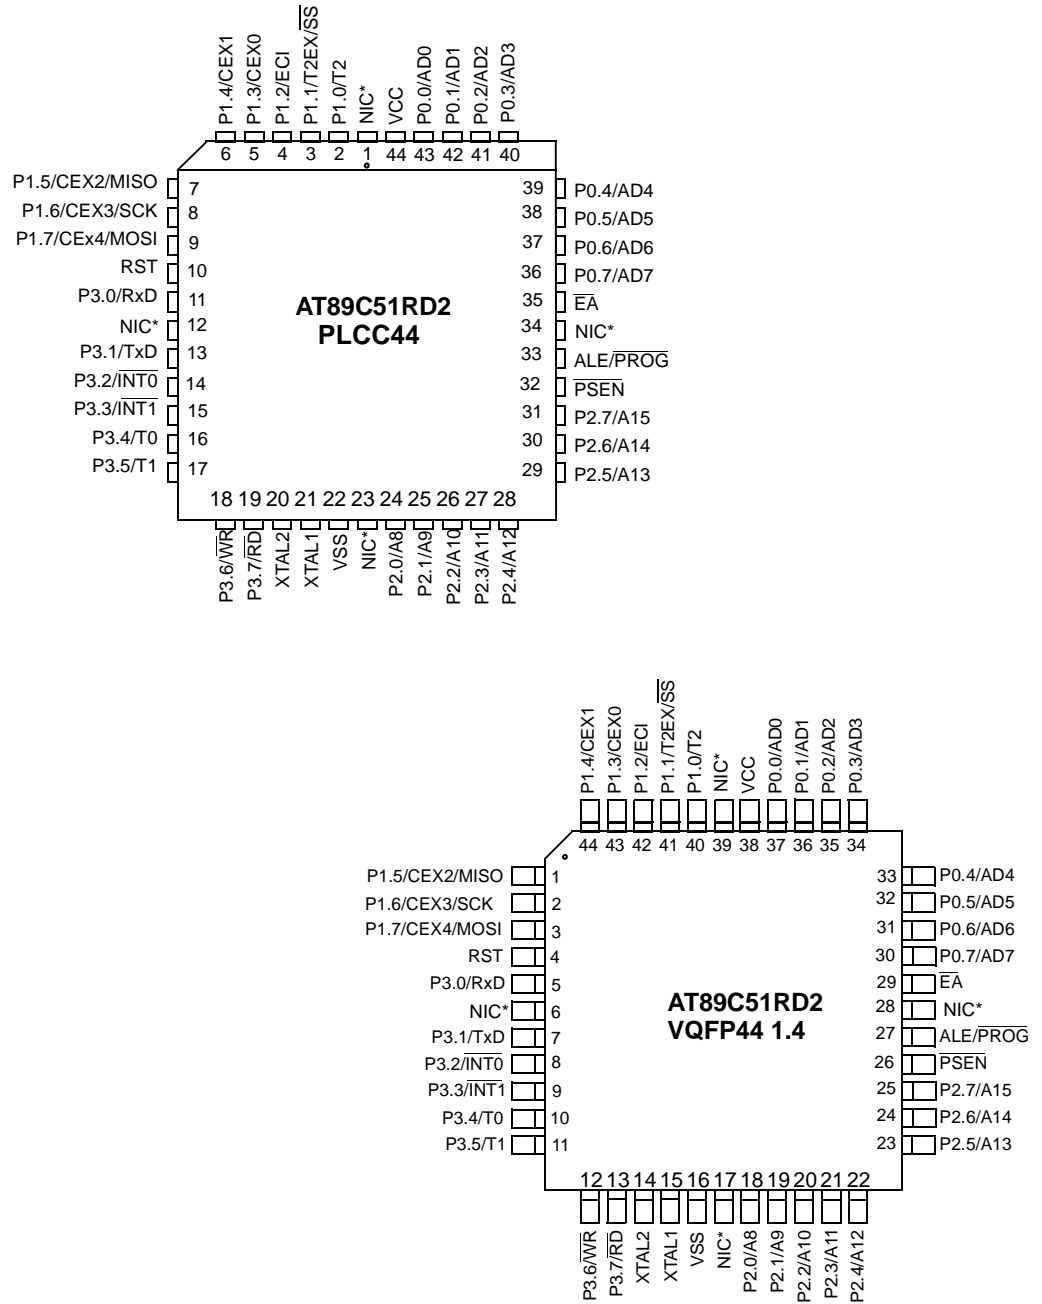 P1.4/CEX1
P1.3/CEX0
P1.2/ECI
P1.1/T2EX/SS
P1.0/T2
NIC*
VCC
P0.0/AD0
P0.1/AD1
P0.2/AD2
P0.3/AD3
6 5 4 3 2 1 44 43 42 41 40
P1.5/CEX2/MISO 7
P1.6/CEX3/SCK 8
P1.7/CEx4/MOSI 9
RST 10
P3.0/RxD 11
NIC* 12
P3.1/TxD 13
P3.2/INT0 14
P3.3/INT1 15
P3.4/T0 16
P3.5/T1 17
AT89C51RD2
PLCC44
39 P0.4/AD4
38 P0.5/AD5
37 P0.6/AD6
36 P0.7/AD7
35 EA
34 NIC*
33 ALE/PROG
32 PSEN
31 P2.7/A15
30 P2.6/A14
29 P2.5/A13
18 19 20 21 22 23 24 25 26 27 28
P3.6/WR
P3.7/RD
XTAL2
XTAL1
VSS
NIC*
P2.0/A8
P2.1/A9
P2.2/A10
P2.3/A11
P2.4/A12
P1.4/CEX1
P1.3/CEX0
P1.2/ECI
P1.1/T2EX/SS
P1.0/T2
NIC*
VCC
P0.0/AD0
P0.1/AD1
P0.2/AD2
P0.3/AD3
44 43 42 41 40 39 38 37 36 35 34
P1.5/CEX2/MISO 1
P1.6/CEX3/SCK 2
P1.7/CEX4/MOSI 3
RST 4
P3.0/RxD 5
NIC* 6
P3.1/TxD 7
P3.2/INT0 8
P3.3/INT1 9
P3.4/T0 10
P3.5/T1 11
AT89C51RD2
VQFP44 1.4
33 P0.4/AD4
32 P0.5/AD5
31 P0.6/AD6
30 P0.7/AD7
29 EA
28 NIC*
27 ALE/PROG
26 PSEN
25 P2.7/A15
24 P2.6/A14
23 P2.5/A13
12 13 14 15 16 17 18 19 20 21 22
P3.6/WR
P3.7/RD
XTAL2
XTAL1
VSS
NIC*
P2.0/A8
P2.1/A9
P2.2/A10
P2.3/A11
P2.4/A12